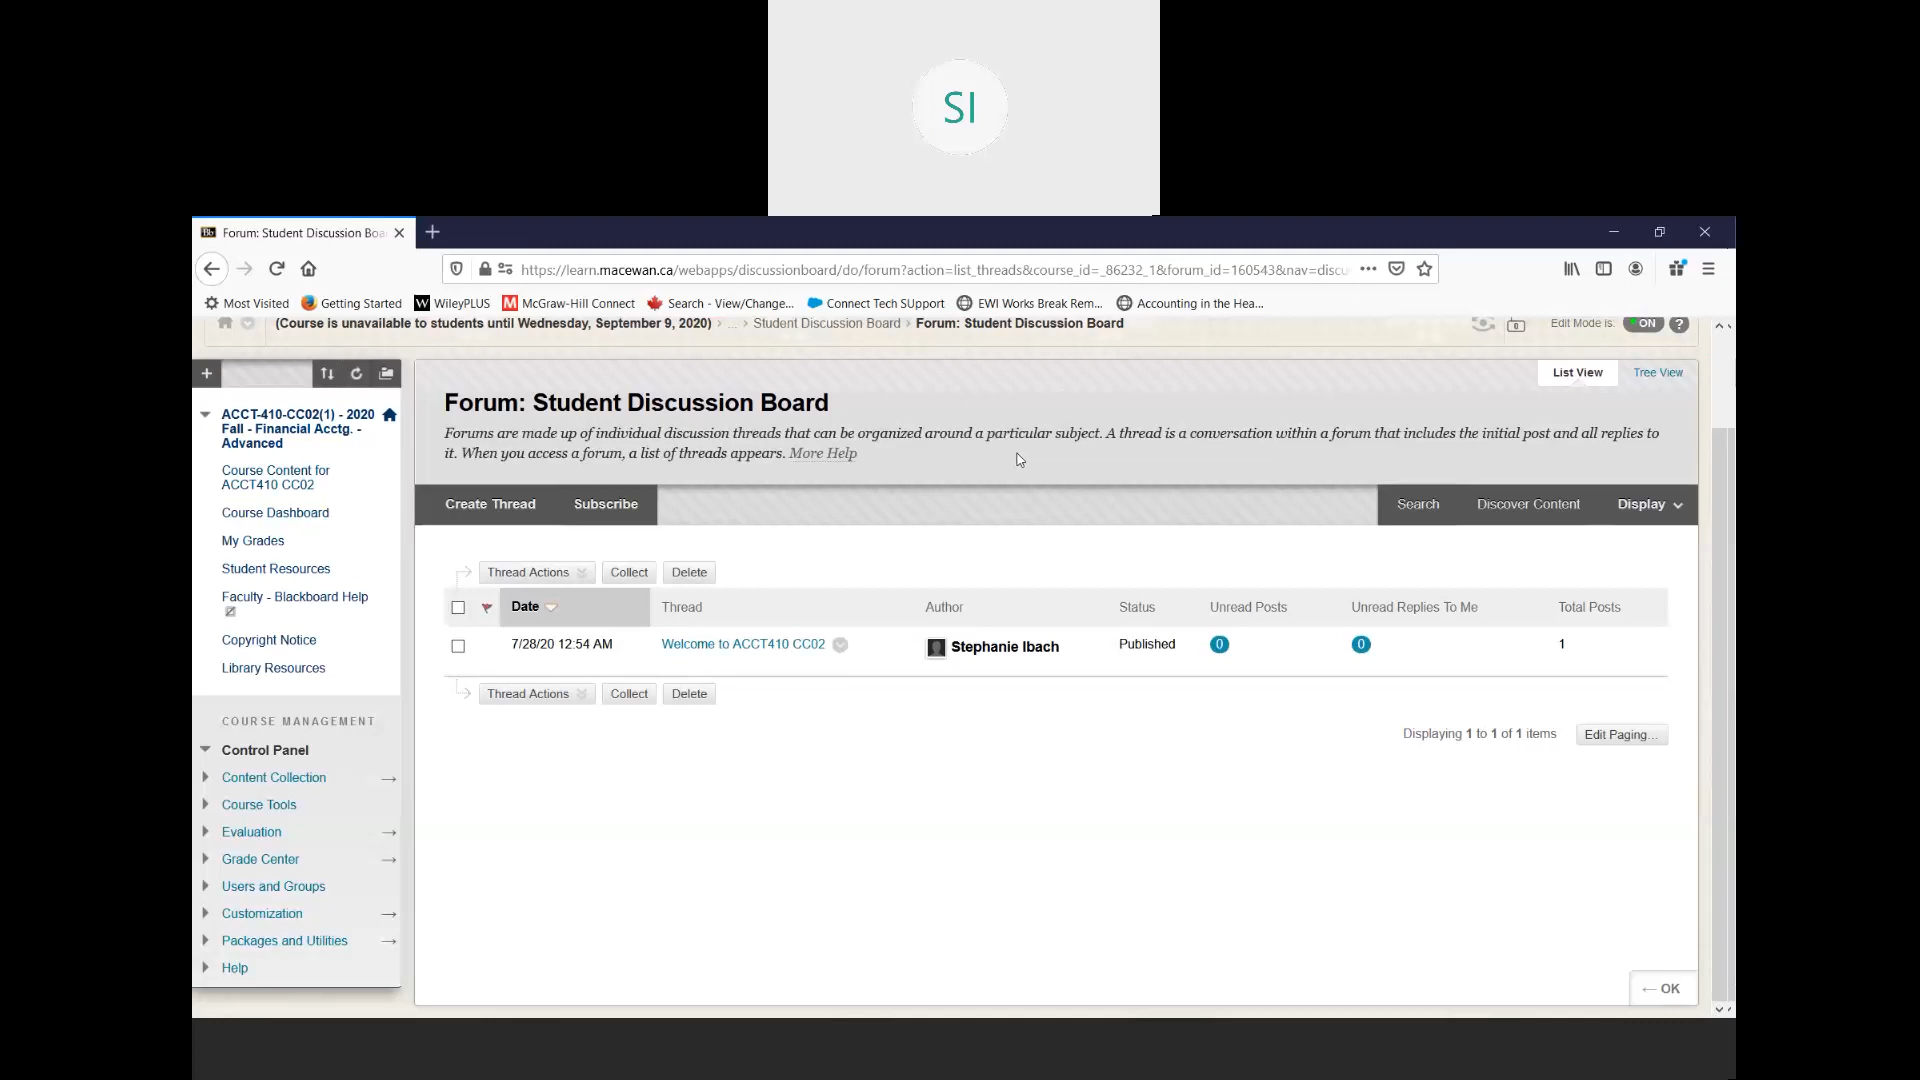 SI
Forum: Student Discussion Boa
https://learn.macewan.ca/webapps/discussionboard/do/forum?action=list_threads&course_id=_86232_1&forum_id=160543&nav=discu
Most Visited Getting Started WileyPLUS McGraw-Hill Connect Search - View/Change... Connect Tech SUpport EWI Works Break Rem... Accounting in the Hea...
(Course is unavailable to students until Wednesday, September 9, 2020) > ... > Student Discussion Board > Forum: Student Discussion Board Edit Mode is: ON ?
List View Tree View
Forum: Student Discussion Board
Forums are made up of individual discussion threads that can be organized around a particular subject. A thread is a conversation within a forum that includes the initial post and all replies to
it. When you access a forum, a list of threads appears. More Help
ACCT-410-CC02(1) - 2020
Fall - Financial Acctg. -
Advanced
Course Content for
ACCT410 CC02
Course Dashboard
My Grades
Student Resources
Faculty - Blackboard Help
Copyright Notice
Library Resources
COURSE MANAGEMENT
Control Panel
Content Collection
Course Tools
Evaluation
Grade Center
Users and Groups
Customization
Packages and Utilities
Help
Create Thread Subscribe Search Discover Content Display
Thread Actions Collect Delete
Date Thread Author Status Unread Posts Unread Replies To Me Total Posts
7/28/20 12:54 AM Welcome to ACCT410 CC02 Stephanie Ibach Published 0 0 1
Thread Actions Collect Delete
Displaying 1 to 1 of 1 items Edit Paging...
← OK